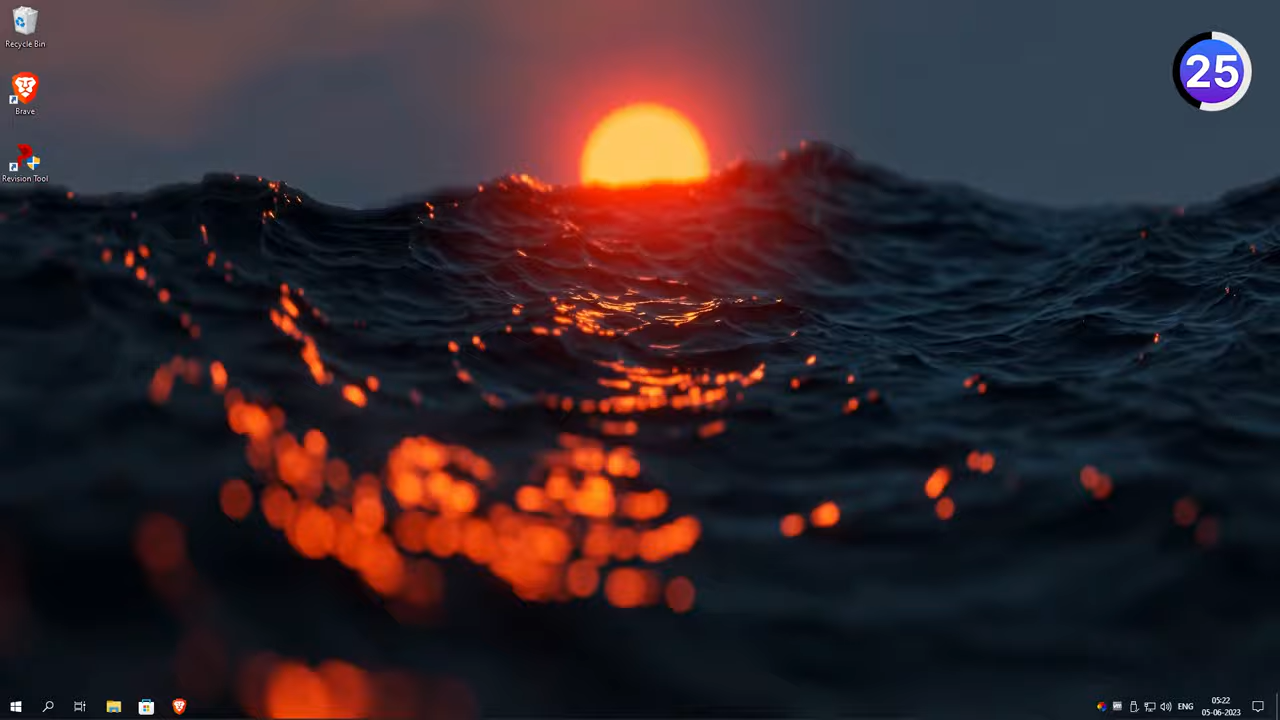 Recycle Bin
25
Brave
Revision Tool
ENG
05:22
05-06-2023